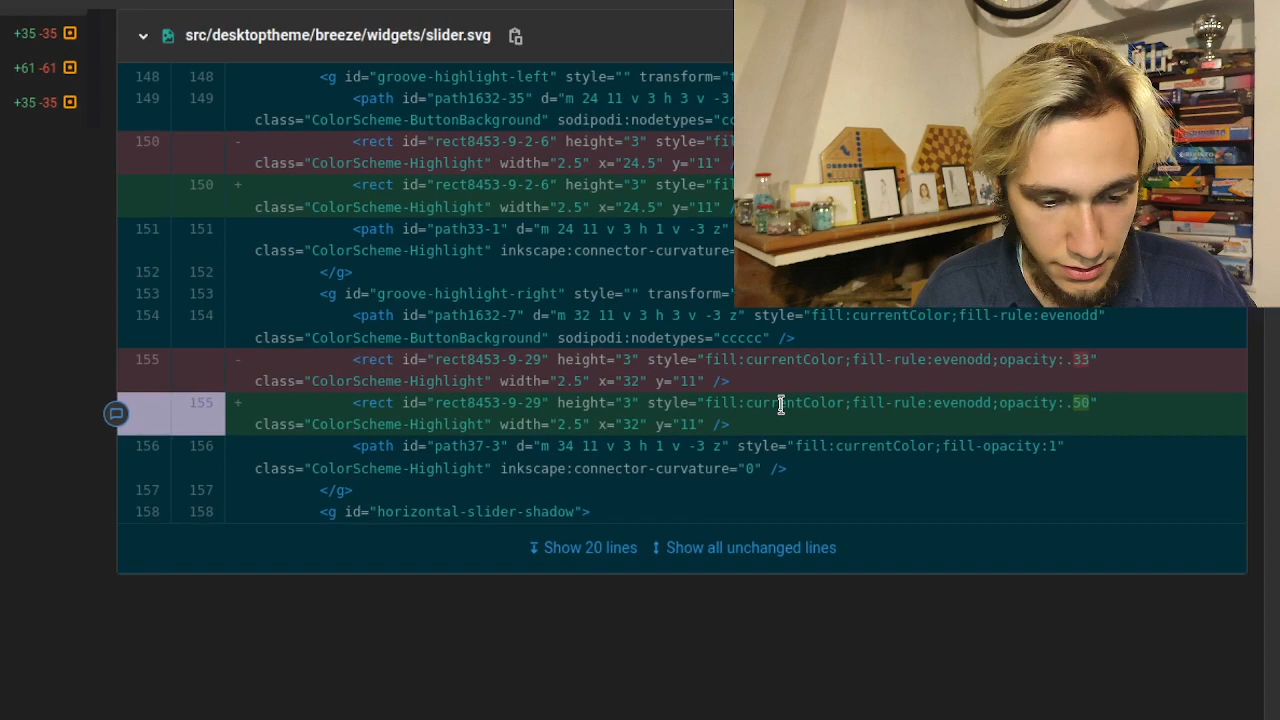 +35 -35
+61 -61
+35 -35
src/desktoptheme/breeze/widgets/slider.svg
148 148 <g id="groove-highlight-left" style="" transform="
149 149 <path id="path1632-35" d="m 24 11 v 3 h 3 v -3
class="ColorScheme-ButtonBackground" sodipodi:nodetypes="
150 - <rect id="rect8453-9-2-6" height="3" style="fil
class="ColorScheme-Highlight" width="2.5" x="24.5" y="11"
150 + <rect id="rect8453-9-2-6" height="3" style="fil
class="ColorScheme-Highlight" width="2.5" x="24.5" y="11"
151 151 <path id="path33-1" d="m 24 11 v 3 h 1 v -3 z"
class="ColorScheme-Highlight" inkscape:connector-curvature=
152 152 </g>
153 153 <g id="groove-highlight-right" style="" transform=
154 154 <path id="path1632-7" d="m 32 11 v 3 h 3 v -3 z" style="fill:currentColor;fill-rule:evenodd"
class="ColorScheme-ButtonBackground" sodipodi:nodetypes="ccccc" />
155 - <rect id="rect8453-9-29" height="3" style="fill:currentColor;fill-rule:evenodd;opacity:.33"
class="ColorScheme-Highlight" width="2.5" x="32" y="11" />
155 + <rect id="rect8453-9-29" height="3" style="fill:currentColor;fill-rule:evenodd;opacity:.50"
class="ColorScheme-Highlight" width="2.5" x="32" y="11" />
156 156 <path id="path37-3" d="m 34 11 v 3 h 1 v -3 z" style="fill:currentColor;fill-opacity:1"
class="ColorScheme-Highlight" inkscape:connector-curvature="0" />
157 157 </g>
158 158 <g id="horizontal-slider-shadow">
Show 20 lines Show all unchanged lines